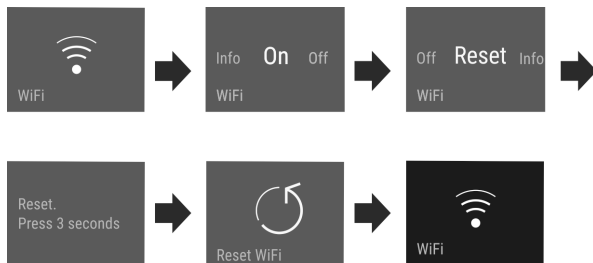 WiFi
Info On Off
WiFi
Off Reset Info
WiFi
Reset.
Press 3 seconds
Reset WiFi
WiFi